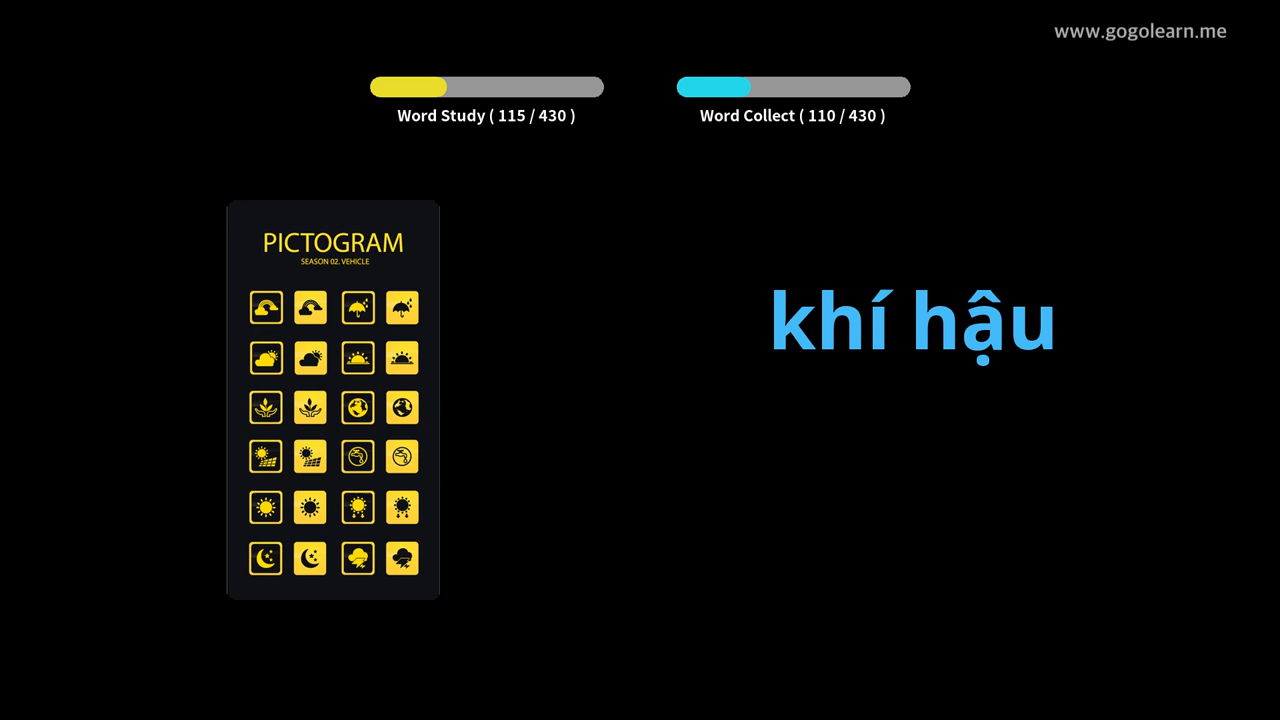 www.gogolearn.me
Word Study ( 115 / 430 )
Word Collect ( 110 / 430 )
PICTOGRAM
SEASON 02. VEHICLE
khí hậu